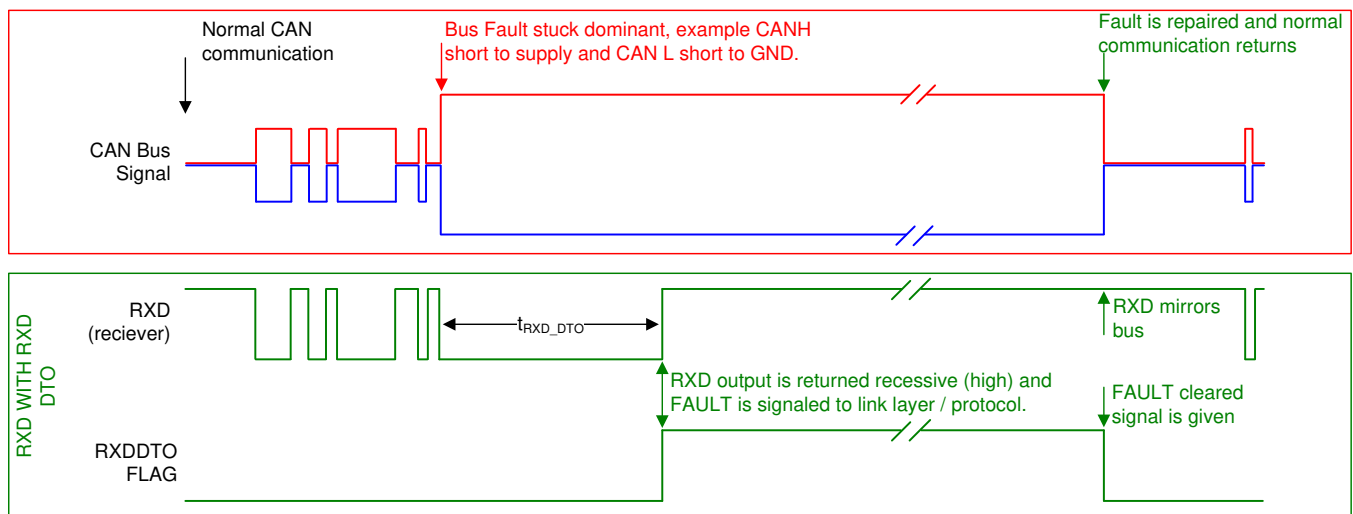 Normal CAN
communication
Bus Fault stuck dominant, example CANH
short to supply and CAN L short to GND.
Fault is repaired and normal
communication returns
CAN Bus
Signal
RXD WITH RXD
DTO
RXD
(reciever)
tRXD_DTO
RXD mirrors
bus
RXD output is returned recessive (high) and
FAULT is signaled to link layer / protocol.
FAULT cleared
signal is given
RXDDTO
FLAG